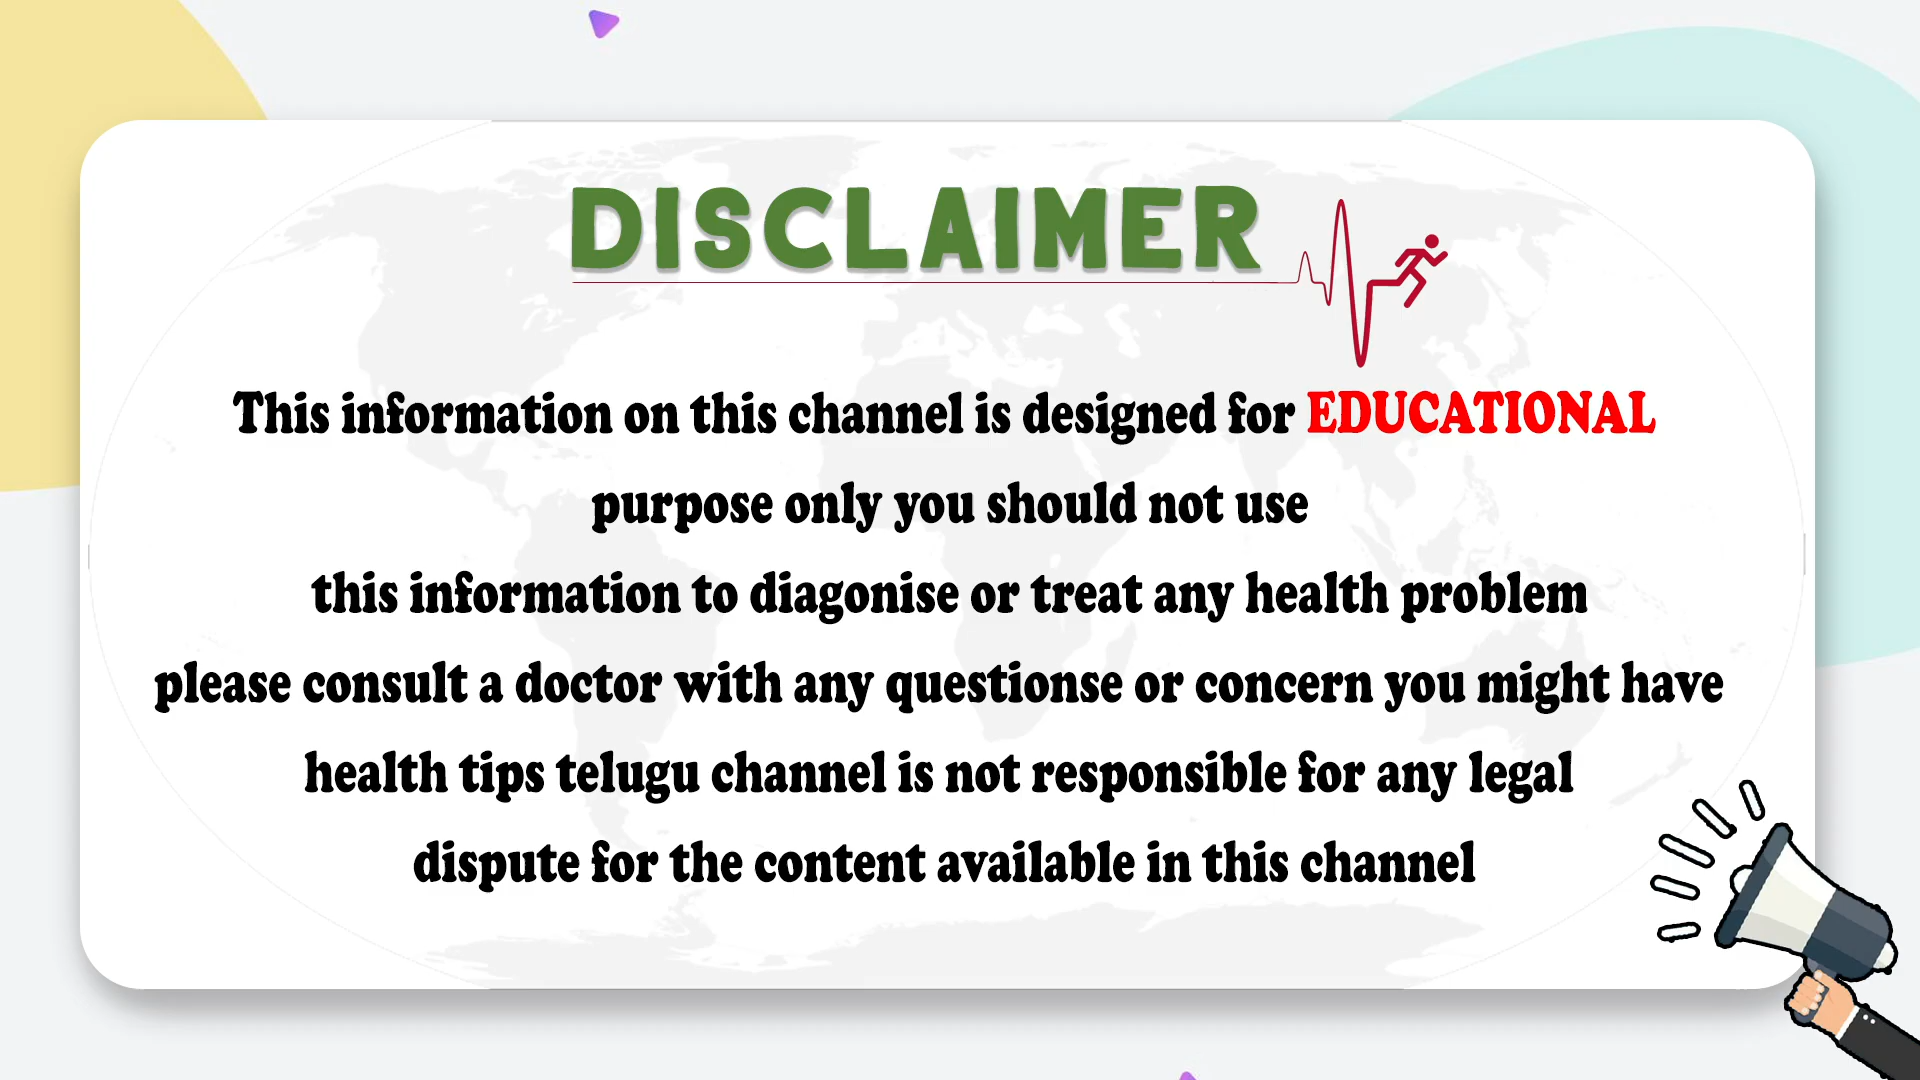 DISCLAIMER
This information on this channel is designed for EDUCATIONAL
purpose only you should not use
this information to diagonise or treat any health problem
please consult a doctor with any questionse or concern you might have
health tips telugu channel is not responsible for any legal
dispute for the content available in this channel